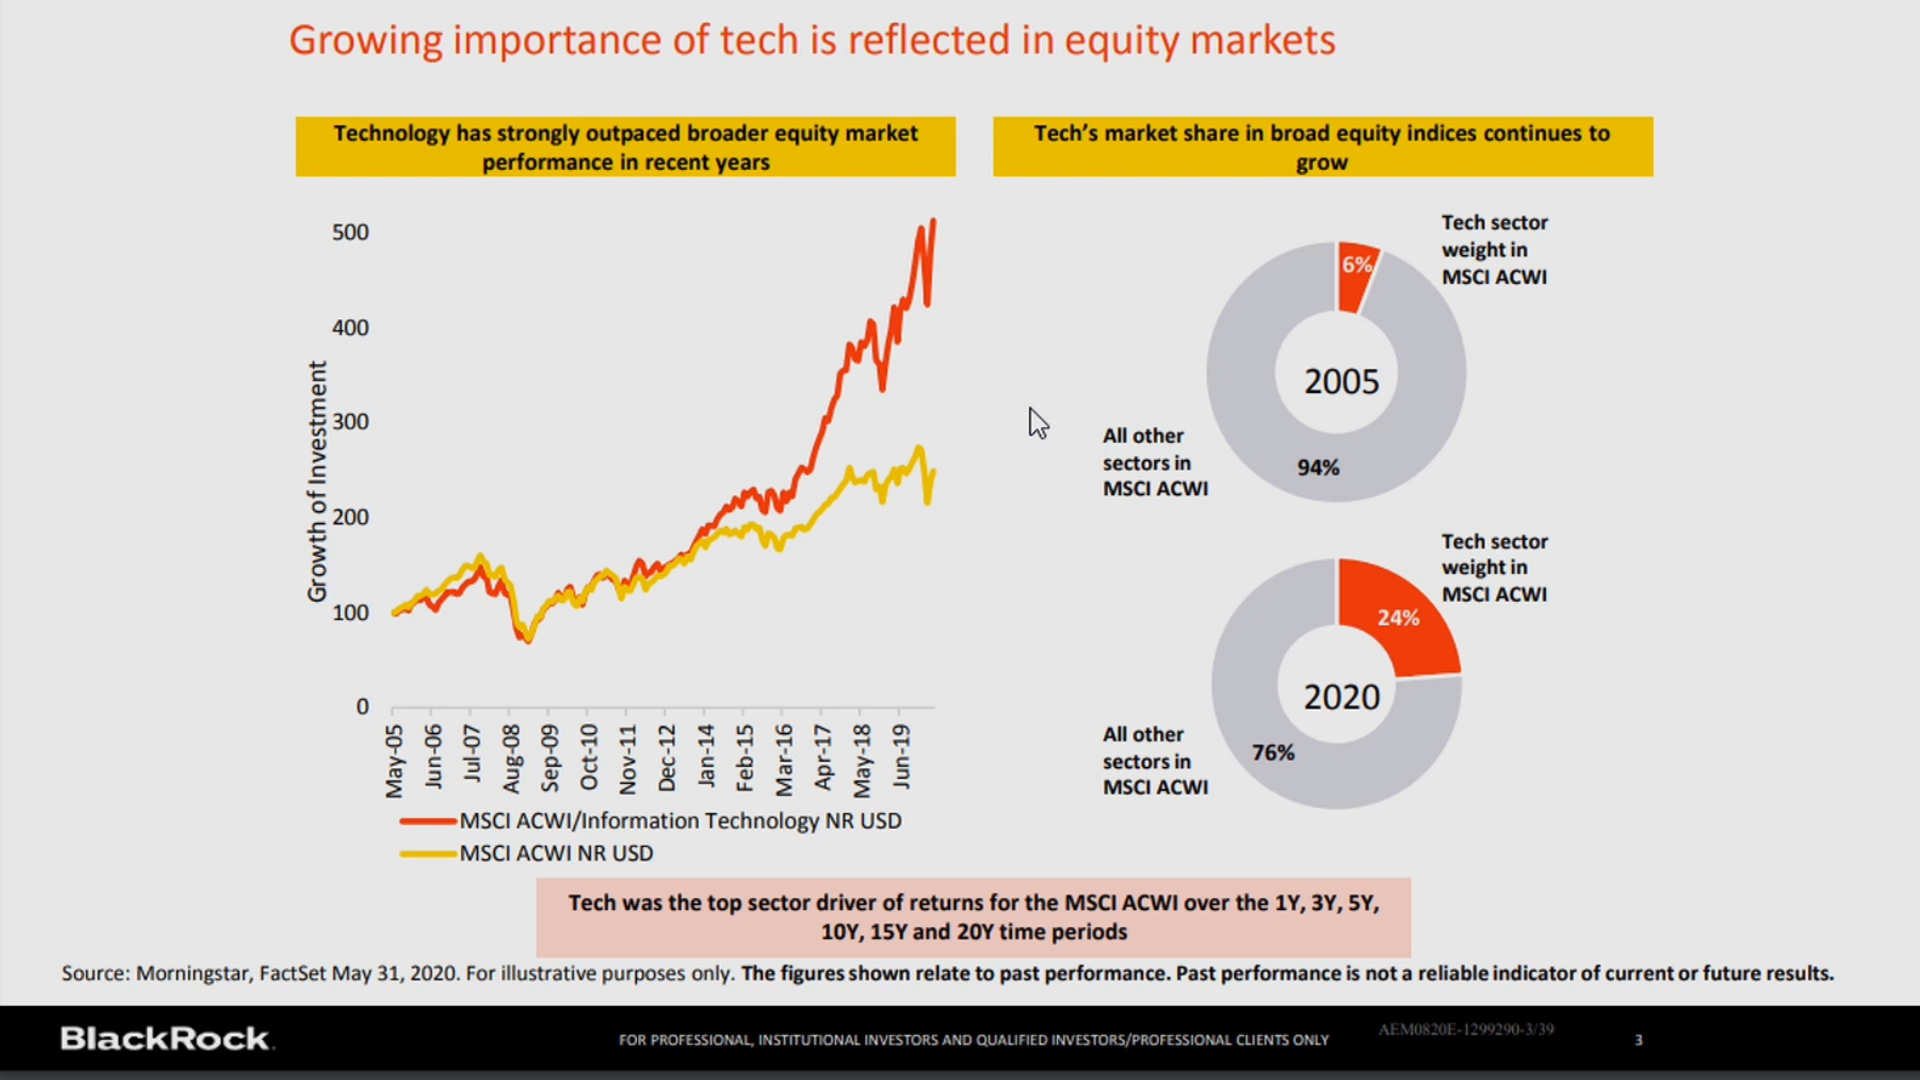 Growing importance of tech is reflected in equity markets
Technology has strongly outpaced broader equity market
performance in recent years
Growth of Investment
500
400
300
200
100
0
May-05
Jun-06
Jul-07
Aug-08
Sep-09
Oct-10
Nov-11
Dec-12
Jan-14
Feb-15
Mar-16
Apr-17
May-18
Jun-19
MSCI ACWI/Information Technology NR USD
MSCI ACWI NR USD
Tech’s market share in broad equity indices continues to
grow
Tech sector
weight in
MSCI ACWI
6%
2005
94%
All other
sectors in
MSCI ACWI
Tech sector
weight in
MSCI ACWI
24%
2020
76%
All other
sectors in
MSCI ACWI
Tech was the top sector driver of returns for the MSCI ACWI over the 1Y, 3Y, 5Y,
10Y, 15Y and 20Y time periods
Source: Morningstar, FactSet May 31, 2020. For illustrative purposes only. The figures shown relate to past performance. Past performance is not a reliable indicator of current or future results.
BlackRock.
FOR PROFESSIONAL, INSTITUTIONAL INVESTORS AND QUALIFIED INVESTORS/PROFESSIONAL CLIENTS ONLY
AEM0820E-1299290-3/39
3